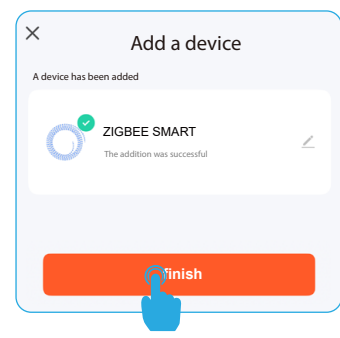 Add a device
A device has been added
ZIGBEE SMART
The addition was successful
finish